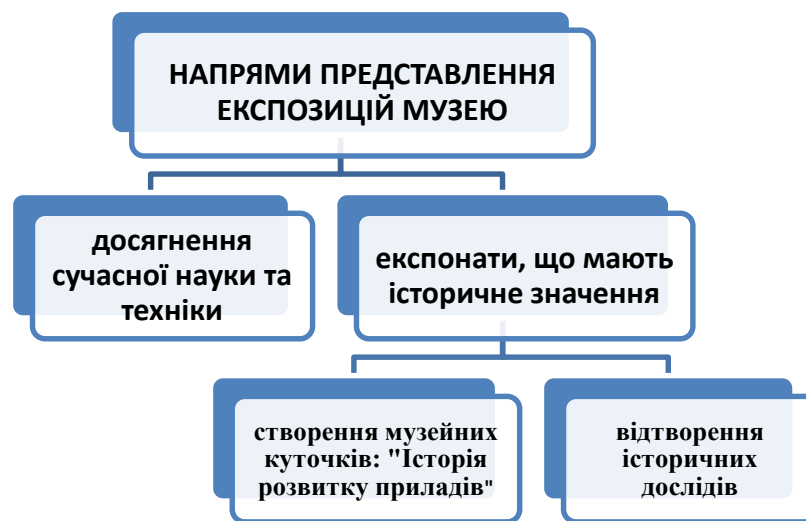 НАПРЯМИ ПРЕДСТАВЛЕННЯ
ЕКСПОЗИЦІЙ МУЗЕЮ
досягнення
сучасної науки та
техніки
експонати, що мають
історичне значення
створення музейних
куточків: "Історія
розвитку приладів"
відтворення
історичних
дослідів